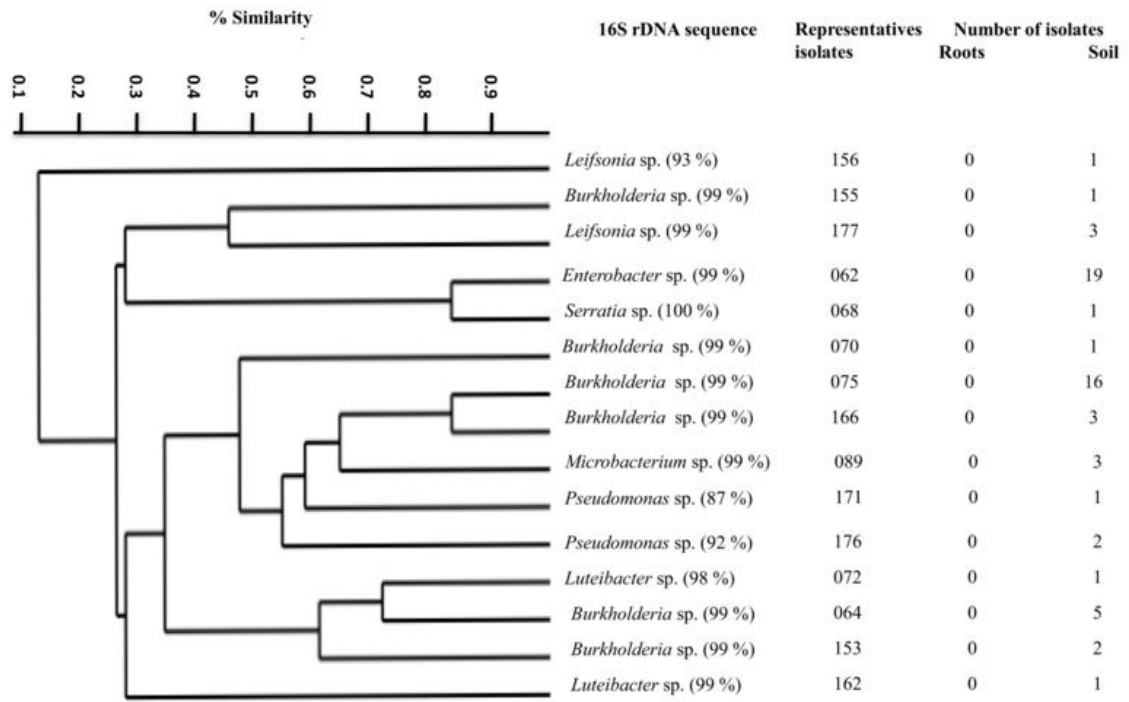 % Similarity
16S rDNA sequence Representatives Number of isolates
isolates Roots Soil
0.1 0.2 0.3 0.4 0.5 0.6 0.7 0.8 0.9
Leifsonia sp. (93 %) 156 0 1
Burkholderia sp. (99 %) 155 0 1
Leifsonia sp. (99 %) 177 0 3
Enterobacter sp. (99 %) 062 0 19
Serratia sp. (100 %) 068 0 1
Burkholderia sp. (99 %) 070 0 1
Burkholderia sp. (99 %) 075 0 16
Burkholderia sp. (99 %) 166 0 3
Microbacterium sp. (99 %) 089 0 3
Pseudomonas sp. (87 %) 171 0 1
Pseudomonas sp. (92 %) 176 0 2
Luteibacter sp. (98 %) 072 0 1
Burkholderia sp. (99 %) 064 0 5
Burkholderia sp. (99 %) 153 0 2
Luteibacter sp. (99 %) 162 0 1